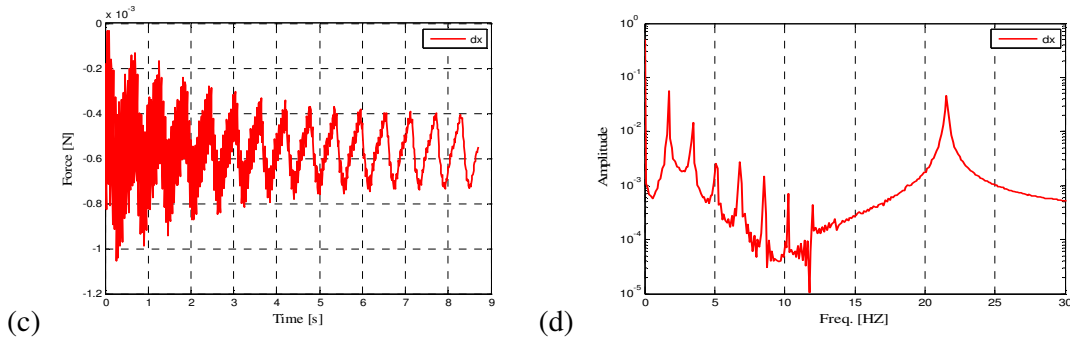 x 10⁻³
dx
Force [N]
0
-0.2
-0.4
-0.6
-0.8
-1
-1.2
0 1 2 3 4 5 6 7 8 9
Time [s]
(c)
dx
Amplitude
10⁰
10⁻¹
10⁻²
10⁻³
10⁻⁴
10⁻⁵
0 5 10 15 20 25 30
Freq. [HZ]
(d)